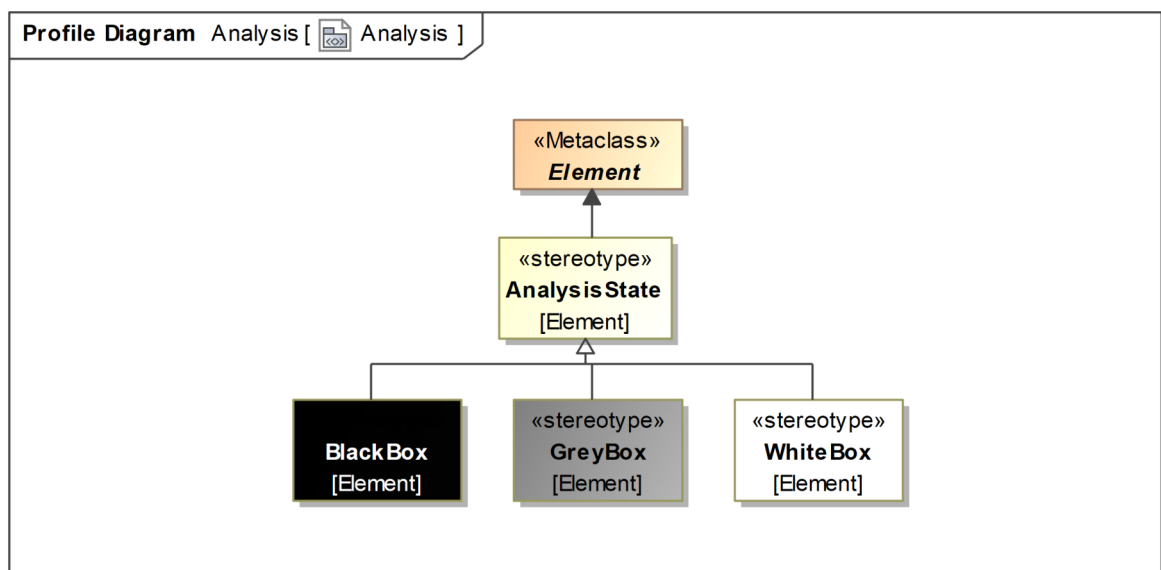 Profile Diagram Analysis [ Analysis ]
«Metaclass»
Element
«stereotype»
AnalysisState
[Element]
BlackBox
[Element]
«stereotype»
GreyBox
[Element]
«stereotype»
WhiteBox
[Element]